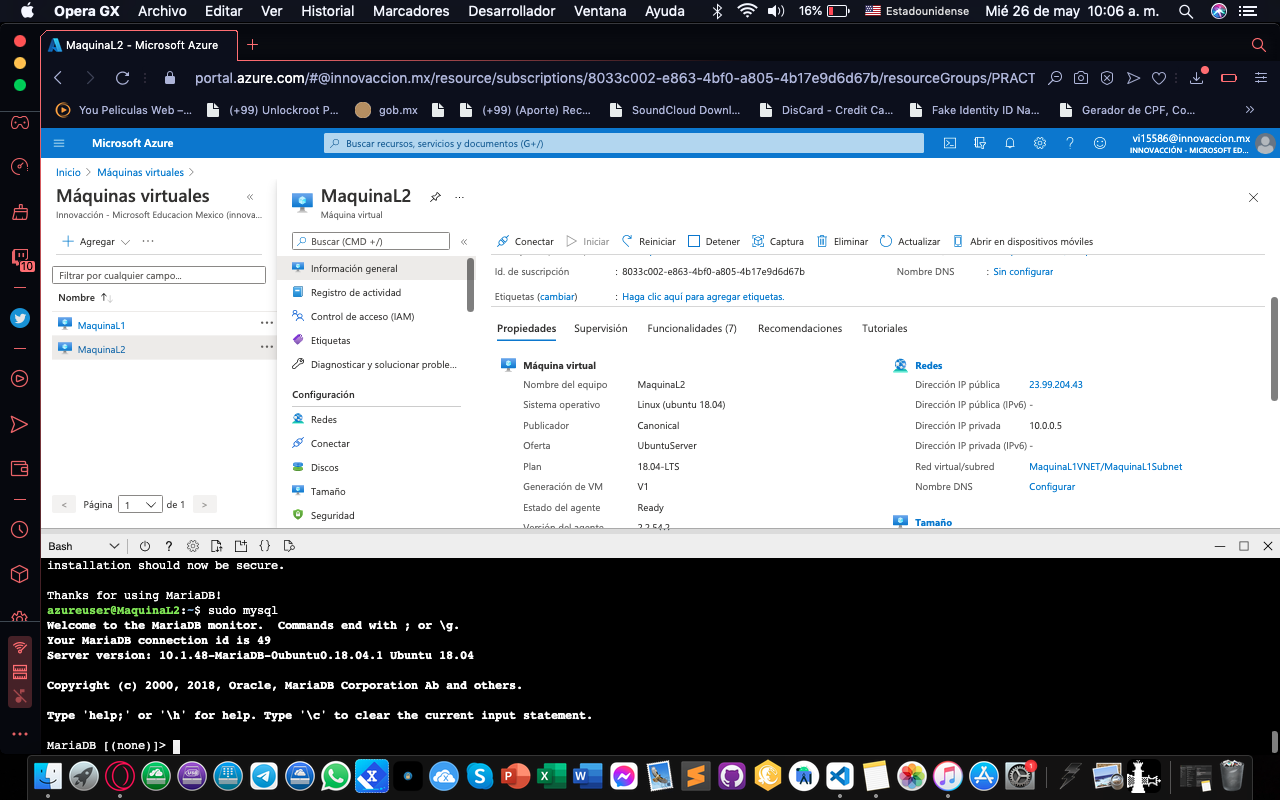 Opera GX Archivo Editar Ver Historial Marcadores Desarrollador Ventana Ayuda 16% Estadounidense Mié 26 de may 10:06 a. m.
MaquinaL2 - Microsoft Azure
portal.azure.com/#@innovaccion.mx/resource/subscriptions/8033c002-e863-4bf0-a805-4b17e9d6d67b/resourceGroups/PRACT
You Peliculas Web –... (+99) Unlockroot P... gob.mx (+99) (Aporte) Rec... SoundCloud Downl... DisCard - Credit Ca... Fake Identity ID Na... Gerador de CPF, Co... »
Microsoft Azure
Buscar recursos, servicios y documentos (G+/)
vi15586@innovaccion.mx
INNOVACCIÓN - MICROSOFT ED...
Inicio > Máquinas virtuales >
Máquinas virtuales «
Innovacción - Microsoft Educacion Mexico (innova...
+ Agregar ...
Filtrar por cualquier campo...
Nombre ↑↓
MaquinaL1 ...
MaquinaL2 ...
< Página 1 de 1 >
MaquinaL2 ...
Máquina virtual
Buscar (CMD +/) «
Información general
Registro de actividad
Control de acceso (IAM)
Etiquetas
Diagnosticar y solucionar proble...
Configuración
Redes
Conectar
Discos
Tamaño
Seguridad
Conectar Iniciar Reiniciar Detener Captura Eliminar Actualizar Abrir en dispositivos móviles
Id. de suscripción : 8033c002-e863-4bf0-a805-4b17e9d6d67b
Nombre DNS : Sin configurar
Etiquetas (cambiar) : Haga clic aquí para agregar etiquetas.
Propiedades Supervisión Funcionalidades (7) Recomendaciones Tutoriales
Máquina virtual
Nombre del equipo MaquinaL2
Sistema operativo Linux (ubuntu 18.04)
Publicador Canonical
Oferta UbuntuServer
Plan 18.04-LTS
Generación de VM V1
Estado del agente Ready
Versión del agente 2.2.54.2
Redes
Dirección IP pública 23.99.204.43
Dirección IP pública (IPv6) -
Dirección IP privada 10.0.0.5
Dirección IP privada (IPv6) -
Red virtual/subred MaquinaL1VNET/MaquinaL1Subnet
Nombre DNS Configurar
Tamaño
10
Bash ? {}
installation should now be secure.
Thanks for using MariaDB!
azureuser@MaquinaL2:~$ sudo mysql
Welcome to the MariaDB monitor.  Commands end with ; or \g.
Your MariaDB connection id is 49
Server version: 10.1.48-MariaDB-0ubuntu0.18.04.1 Ubuntu 18.04
Copyright (c) 2000, 2018, Oracle, MariaDB Corporation Ab and others.
Type 'help;' or '\h' for help. Type '\c' to clear the current input statement.
MariaDB [(none)]>
1